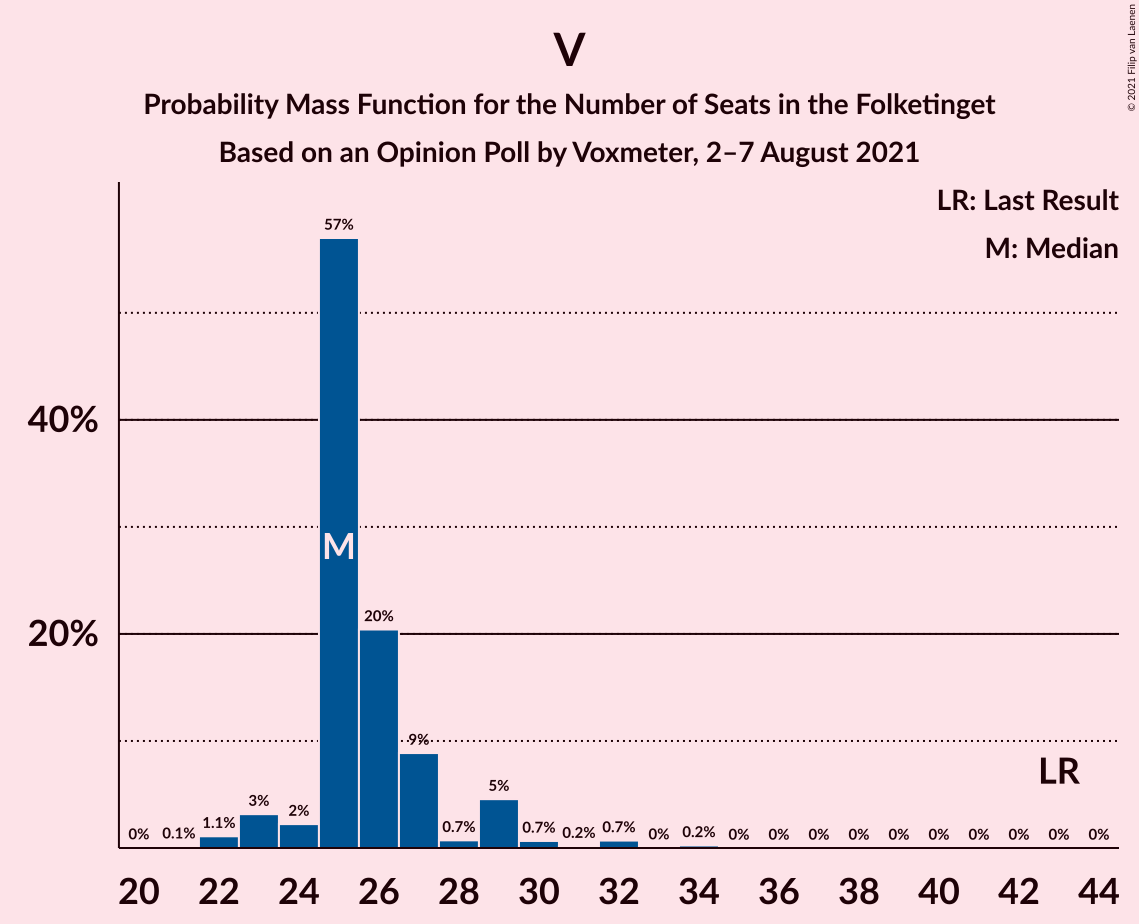 V
Probability Mass Function for the Number of Seats in the Folketinget
Based on an Opinion Poll by Voxmeter, 2–7 August 2021
© 2021 Filip van Laenen
LR: Last Result
M: Median
57%
40%
M
20%
20%
9%
LR
5%
3%
2%
1.1%
0% 0.1% 0.7% 0.7% 0.2% 0.7% 0% 0.2% 0% 0% 0% 0% 0% 0% 0% 0% 0% 0%
20 22 24 26 28 30 32 34 36 38 40 42 44